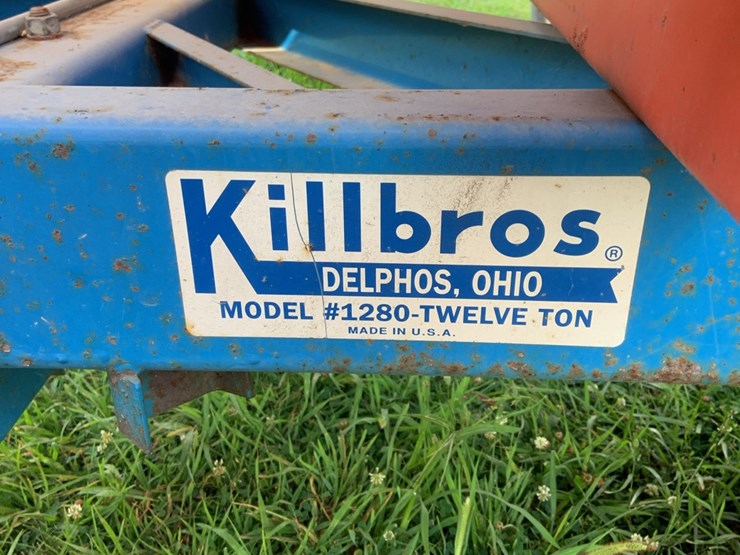 Killbros®
DELPHOS, OHIO
MODEL #1280-TWELVE TON
MADE IN U.S.A.